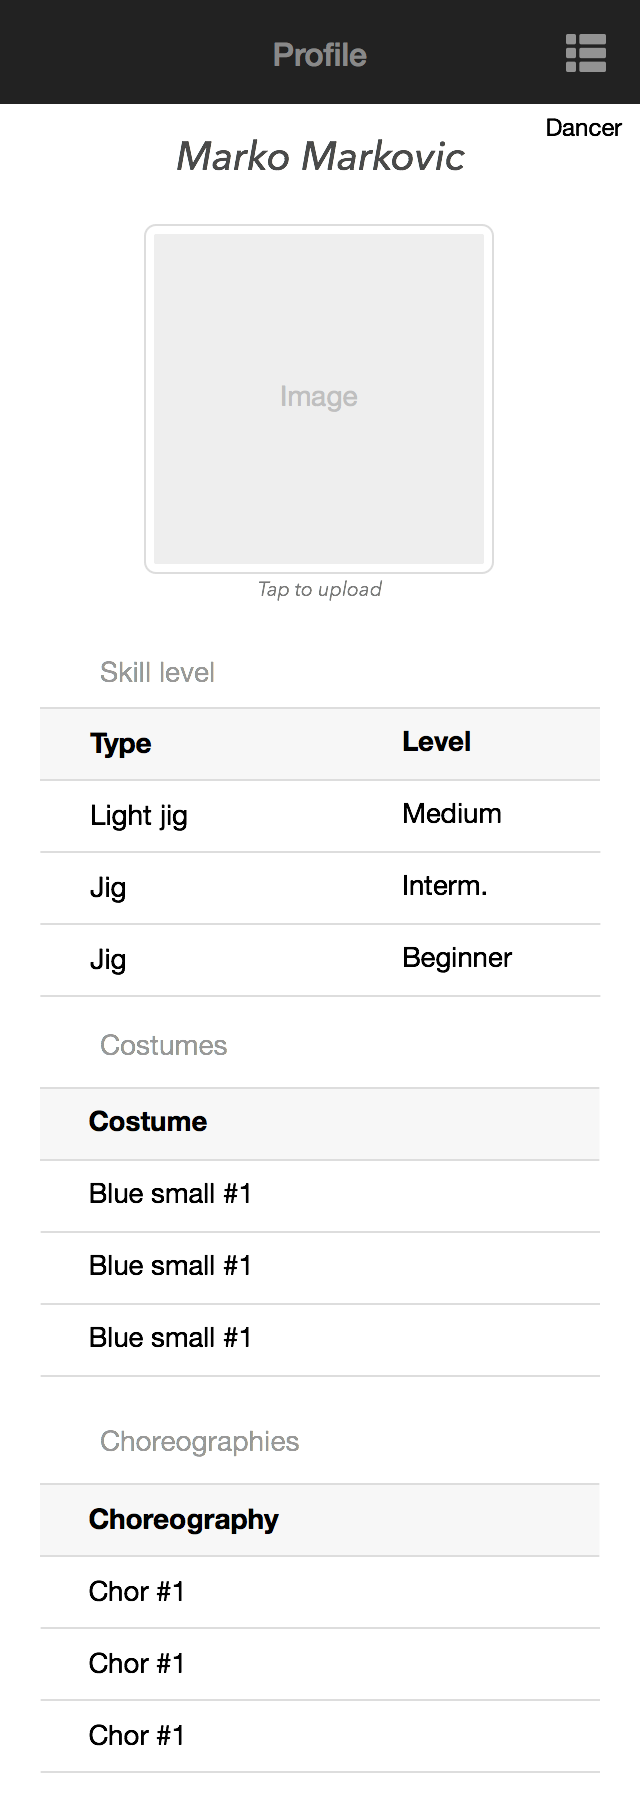 Profile
Dancer
Marko Markovic
Image
Tap to upload
Skill level
Type Level
Light jig Medium
Jig Interm.
Jig Beginner
Costumes
Costume
Blue small #1
Blue small #1
Blue small #1
Choreographies
Choreography
Chor #1
Chor #1
Chor #1